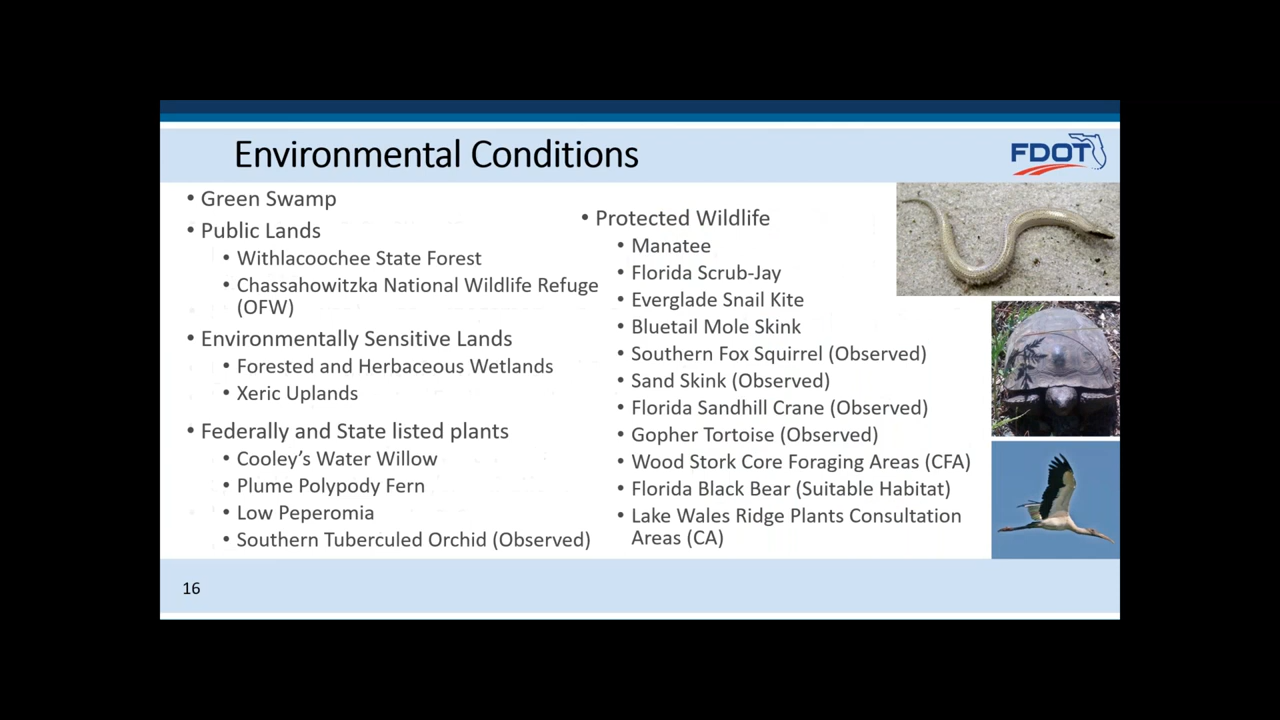 Environmental Conditions
FDOT
• Green Swamp
• Public Lands
• Withlacoochee State Forest
• Chassahowitzka National Wildlife Refuge
(OFW)
• Environmentally Sensitive Lands
• Forested and Herbaceous Wetlands
• Xeric Uplands
• Federally and State listed plants
• Cooley's Water Willow
• Plume Polypody Fern
• Low Peperomia
• Southern Tuberculed Orchid (Observed)
• Protected Wildlife
• Manatee
• Florida Scrub-Jay
• Everglade Snail Kite
• Bluetail Mole Skink
• Southern Fox Squirrel (Observed)
• Sand Skink (Observed)
• Florida Sandhill Crane (Observed)
• Gopher Tortoise (Observed)
• Wood Stork Core Foraging Areas (CFA)
• Florida Black Bear (Suitable Habitat)
• Lake Wales Ridge Plants Consultation
Areas (CA)
16